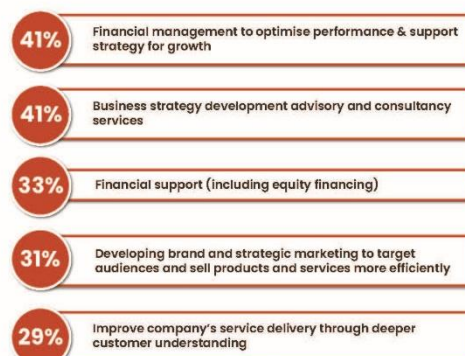 41%
Financial management to optimise performance & support
strategy for growth
41%
Business strategy development advisory and consultancy
services
33%
Financial support (including equity financing)
31%
Developing brand and strategic marketing to target
audiences and sell products and services more efficiently
29%
Improve company's service delivery through deeper
customer understanding